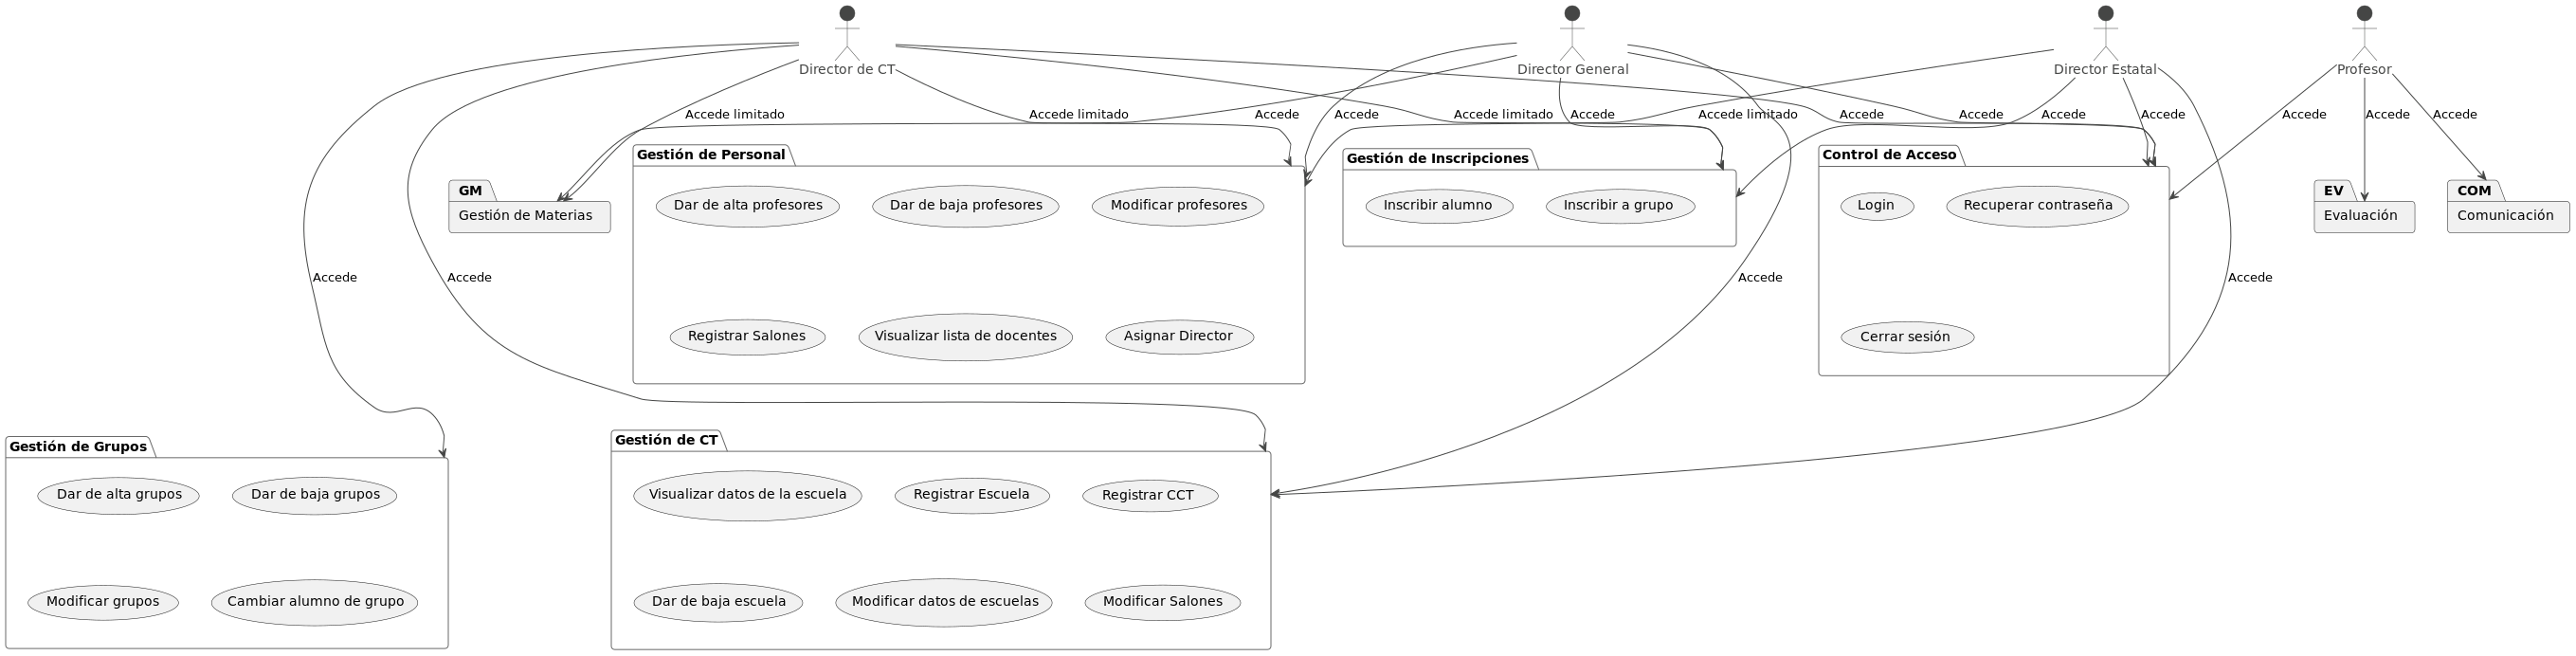 Director de CT
Director General
Director Estatal
Profesor
Accede limitado
Accede limitado
Accede
Accede
Accede limitado
Accede
Accede limitado
Accede
Accede
Accede
Accede
Accede
Accede
Accede
Gestión de Personal
Gestión de Inscripciones
Control de Acceso
GM
Gestión de Materias
EV
Evaluación
COM
Comunicación
Dar de alta profesores
Dar de baja profesores
Modificar profesores
Inscribir alumno
Inscribir a grupo
Login
Recuperar contraseña
Accede
Accede
Accede
Accede
Registrar Salones
Visualizar lista de docentes
Asignar Director
Cerrar sesión
Gestión de Grupos
Gestión de CT
Dar de alta grupos
Dar de baja grupos
Visualizar datos de la escuela
Registrar Escuela
Registrar CCT
Modificar grupos
Cambiar alumno de grupo
Dar de baja escuela
Modificar datos de escuelas
Modificar Salones